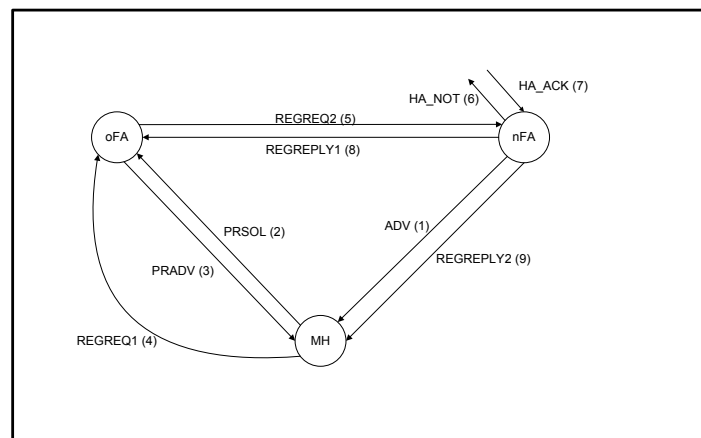 HA_ACK (7)
HA_NOT (6)
REGREQ2 (5)
oFA
nFA
REGREPLY1 (8)
ADV (1)
PRSOL (2)
REGREPLY2 (9)
PRADV (3)
REGREQ1 (4)
MH